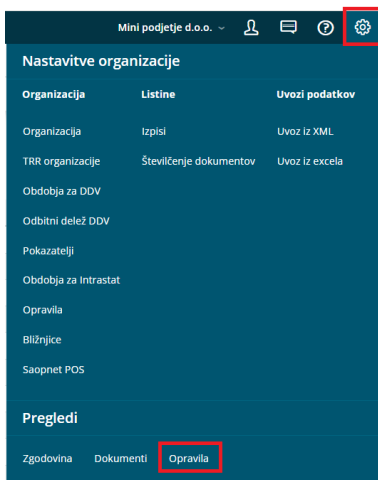 Mini podjetje d.o.o.
Nastavitve organizacije
Organizacija Listine Uvozi podatkov
Organizacija Izpisi Uvoz iz XML
TRR organizacije Številčenje dokumentov Uvoz iz excela
Obdobja za DDV
Odbitni delež DDV
Pokazatelji
Obdobja za Intrastat
Opravila
Bližnjice
Saopnet POS
Pregledi
Zgodovina Dokumenti Opravila